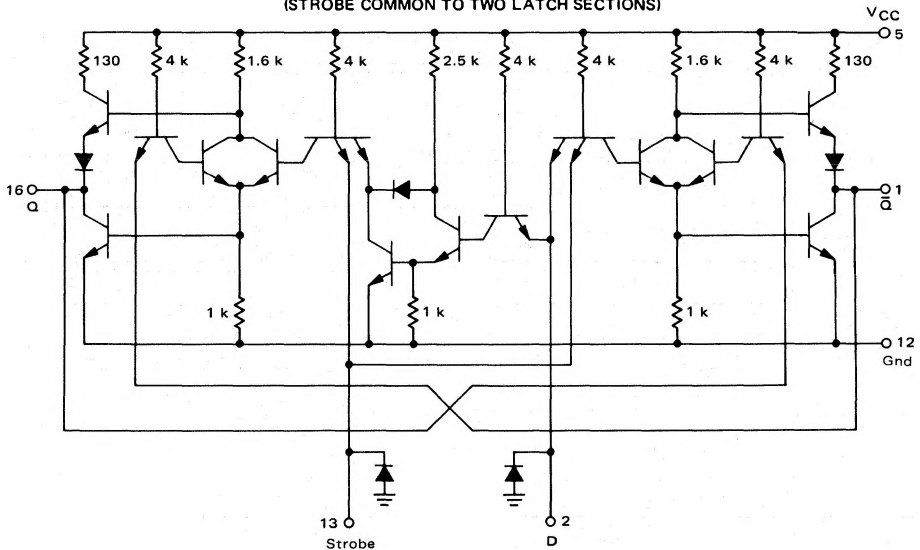 (STROBE COMMON TO TWO LATCH SECTIONS)
VCC
5
130
4 k
1.6 k
4 k
2.5 k
4 k
4 k
1.6 k
4 k
130
16
Q
1
Q̄
1 k
1 k
1 k
12
Gnd
13
Strobe
2
D